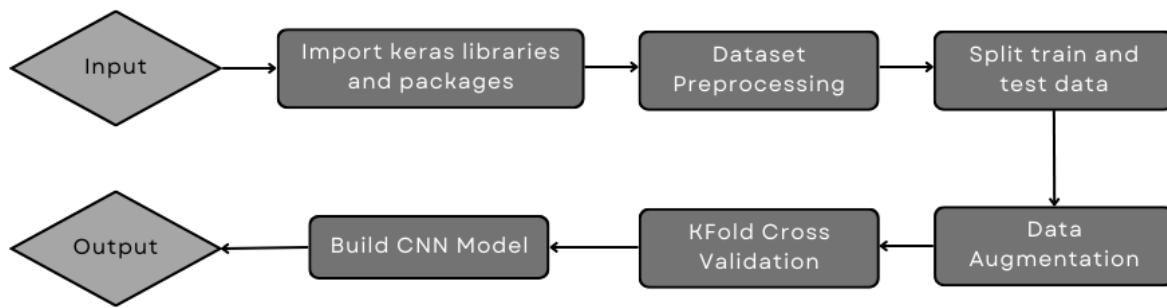 Input
Import keras libraries
and packages
Dataset
Preprocessing
Split train and
test data
Data
Augmentation
KFold Cross
Validation
Build CNN Model
Output